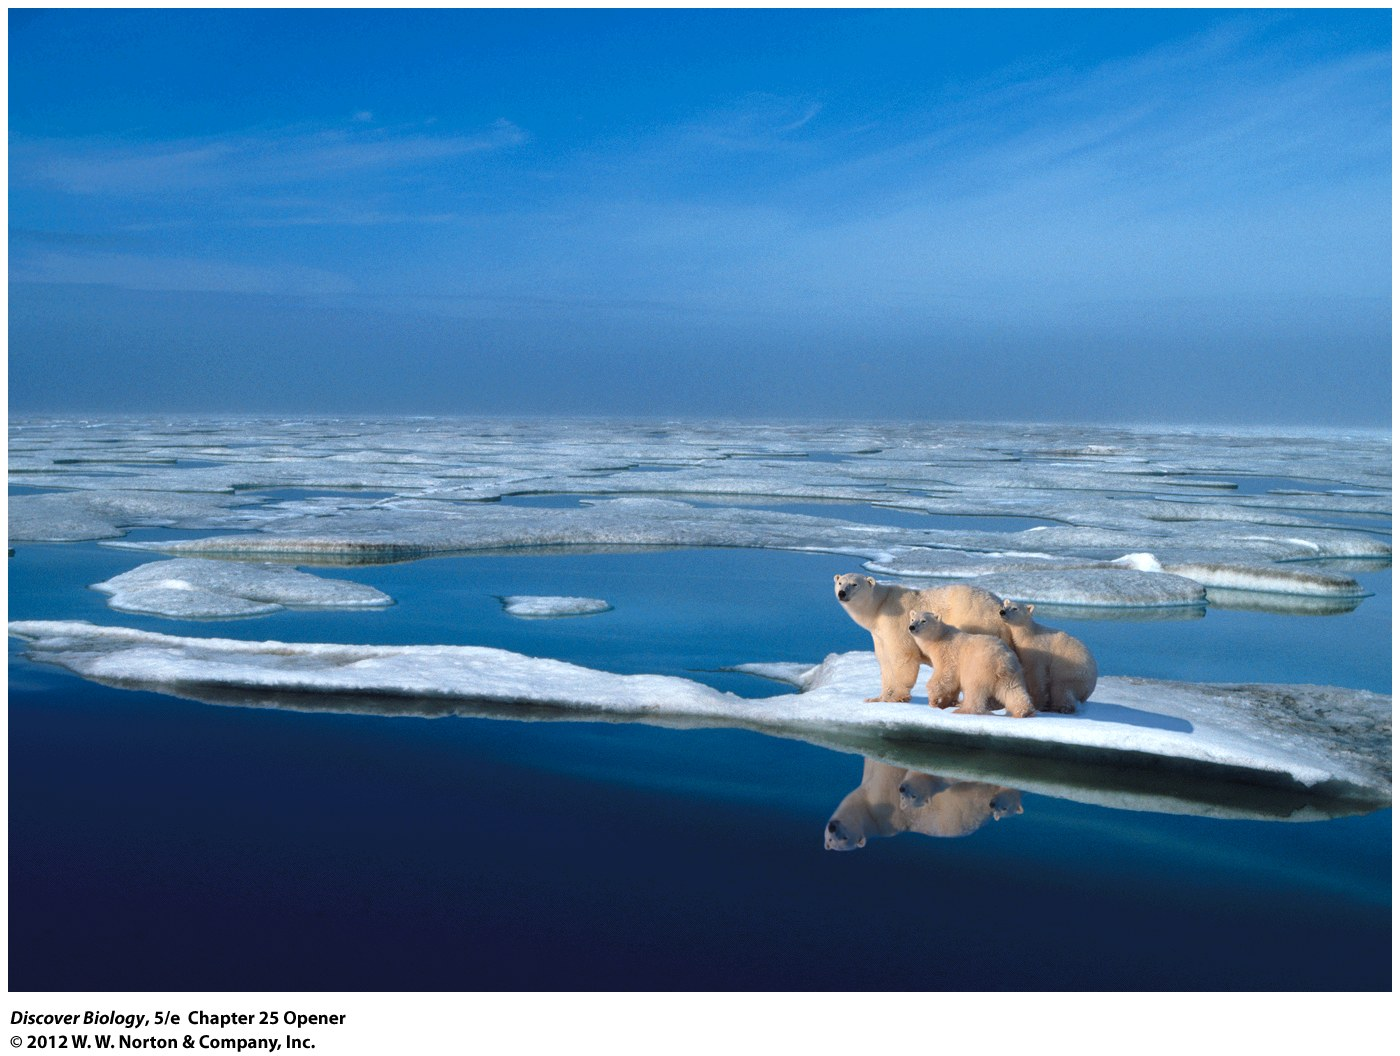 Discover Biology, 5/e Chapter 25 Opener
© 2012 W. W. Norton & Company, Inc.